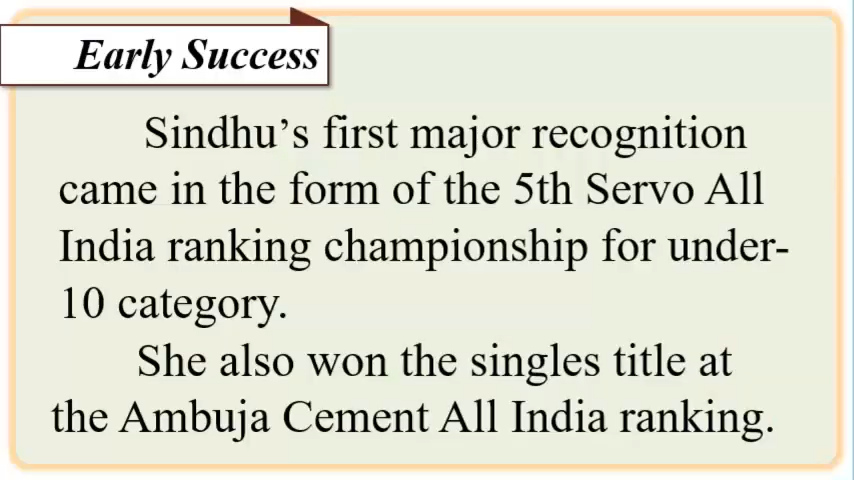 Early Success
Sindhu’s first major recognition
came in the form of the 5th Servo All
India ranking championship for under-
10 category.
She also won the singles title at
the Ambuja Cement All India ranking.